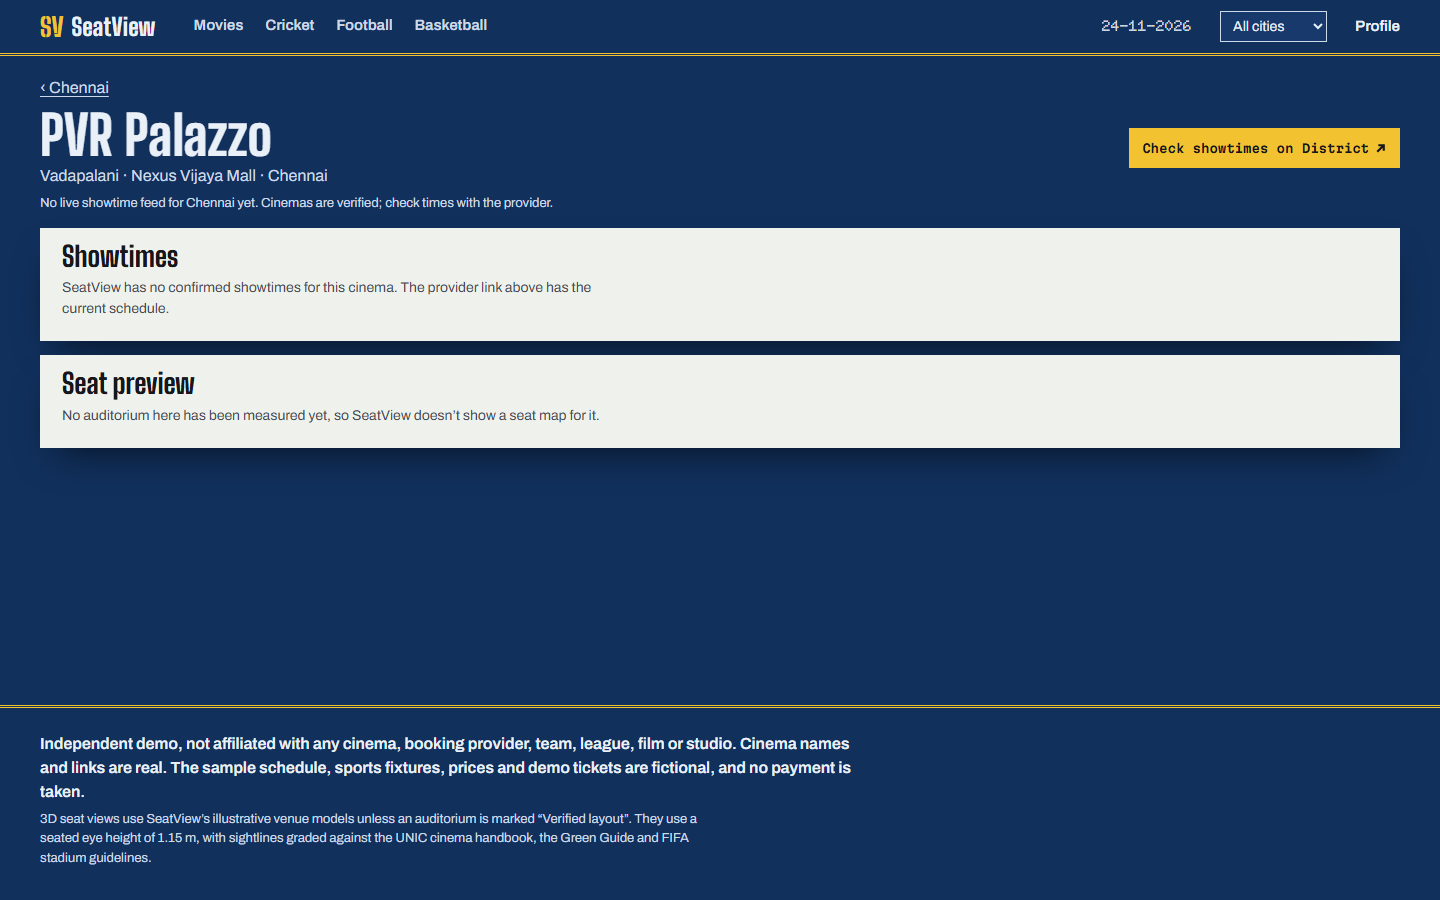 SV SeatView Movies Cricket Football Basketball 24-11-2026 All cities Profile
‹ Chennai
PVR Palazzo
Check showtimes on District ↗
Vadapalani · Nexus Vijaya Mall · Chennai
No live showtime feed for Chennai yet. Cinemas are verified; check times with the provider.
Showtimes
SeatView has no confirmed showtimes for this cinema. The provider link above has the
current schedule.
Seat preview
No auditorium here has been measured yet, so SeatView doesn’t show a seat map for it.
Independent demo, not affiliated with any cinema, booking provider, team, league, film or studio. Cinema names
and links are real. The sample schedule, sports fixtures, prices and demo tickets are fictional, and no payment is
taken.
3D seat views use SeatView’s illustrative venue models unless an auditorium is marked “Verified layout”. They use a
seated eye height of 1.15 m, with sightlines graded against the UNIC cinema handbook, the Green Guide and FIFA
stadium guidelines.